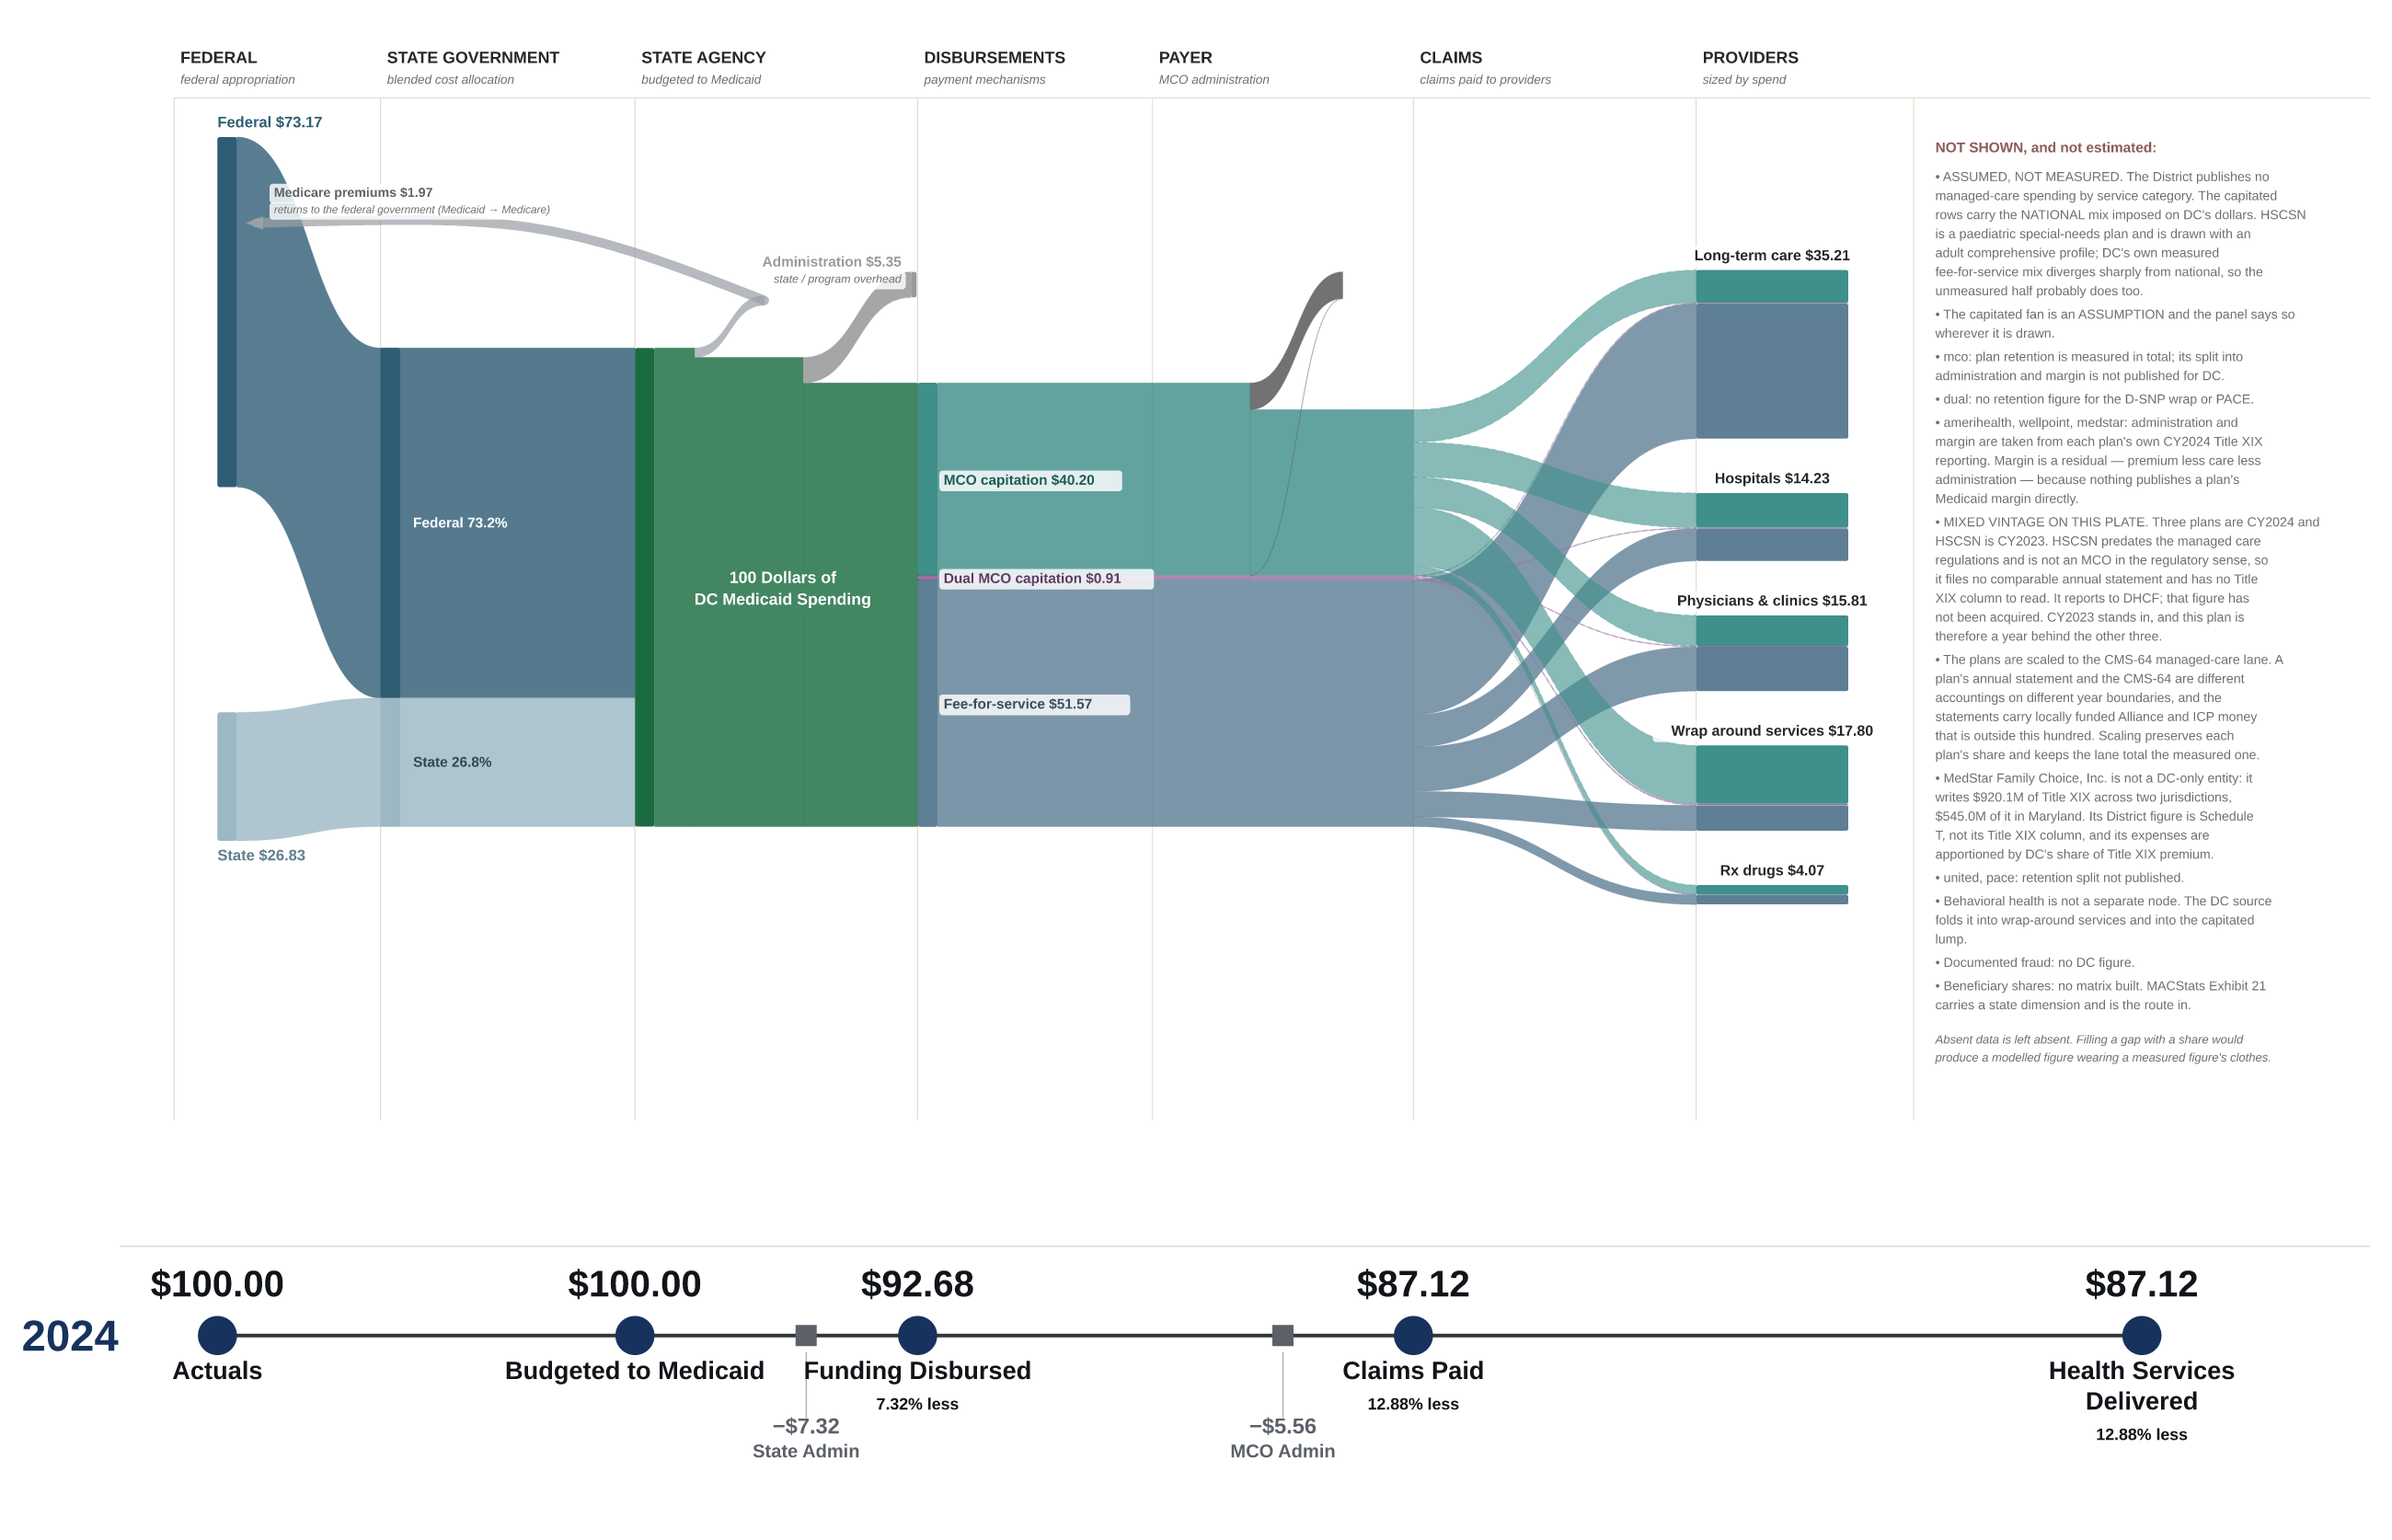 FEDERAL
federal appropriation
STATE GOVERNMENT
blended cost allocation
STATE AGENCY
budgeted to Medicaid
DISBURSEMENTS
payment mechanisms
PAYER
MCO administration
CLAIMS
claims paid to providers
PROVIDERS
sized by spend
Federal $73.17
Medicare premiums $1.97
returns to the federal government (Medicaid → Medicare)
Administration $5.35
state / program overhead
Federal 73.2%
State 26.8%
State $26.83
100 Dollars of
DC Medicaid Spending
MCO capitation $40.20
Dual MCO capitation $0.91
Fee-for-service $51.57
Long-term care $35.21
Hospitals $14.23
Physicians & clinics $15.81
Wrap around services $17.80
Rx drugs $4.07
NOT SHOWN, and not estimated:
• ASSUMED, NOT MEASURED. The District publishes no
managed-care spending by service category. The capitated
rows carry the NATIONAL mix imposed on DC's dollars. HSCSN
is a paediatric special-needs plan and is drawn with an
adult comprehensive profile; DC's own measured
fee-for-service mix diverges sharply from national, so the
unmeasured half probably does too.
• The capitated fan is an ASSUMPTION and the panel says so
wherever it is drawn.
• mco: plan retention is measured in total; its split into
administration and margin is not published for DC.
• dual: no retention figure for the D-SNP wrap or PACE.
• amerihealth, wellpoint, medstar: administration and
margin are taken from each plan's own CY2024 Title XIX
reporting. Margin is a residual — premium less care less
administration — because nothing publishes a plan's
Medicaid margin directly.
• MIXED VINTAGE ON THIS PLATE. Three plans are CY2024 and
HSCSN is CY2023. HSCSN predates the managed care
regulations and is not an MCO in the regulatory sense, so
it files no comparable annual statement and has no Title
XIX column to read. It reports to DHCF; that figure has
not been acquired. CY2023 stands in, and this plan is
therefore a year behind the other three.
• The plans are scaled to the CMS-64 managed-care lane. A
plan's annual statement and the CMS-64 are different
accountings on different year boundaries, and the
statements carry locally funded Alliance and ICP money
that is outside this hundred. Scaling preserves each
plan's share and keeps the lane total the measured one.
• MedStar Family Choice, Inc. is not a DC-only entity: it
writes $920.1M of Title XIX across two jurisdictions,
$545.0M of it in Maryland. Its District figure is Schedule
T, not its Title XIX column, and its expenses are
apportioned by DC's share of Title XIX premium.
• united, pace: retention split not published.
• Behavioral health is not a separate node. The DC source
folds it into wrap-around services and into the capitated
lump.
• Documented fraud: no DC figure.
• Beneficiary shares: no matrix built. MACStats Exhibit 21
carries a state dimension and is the route in.
Absent data is left absent. Filling a gap with a share would
produce a modelled figure wearing a measured figure's clothes.
2024
$100.00
Actuals
$100.00
Budgeted to Medicaid
−$7.32
State Admin
$92.68
Funding Disbursed
7.32% less
−$5.56
MCO Admin
$87.12
Claims Paid
12.88% less
$87.12
Health Services
Delivered
12.88% less